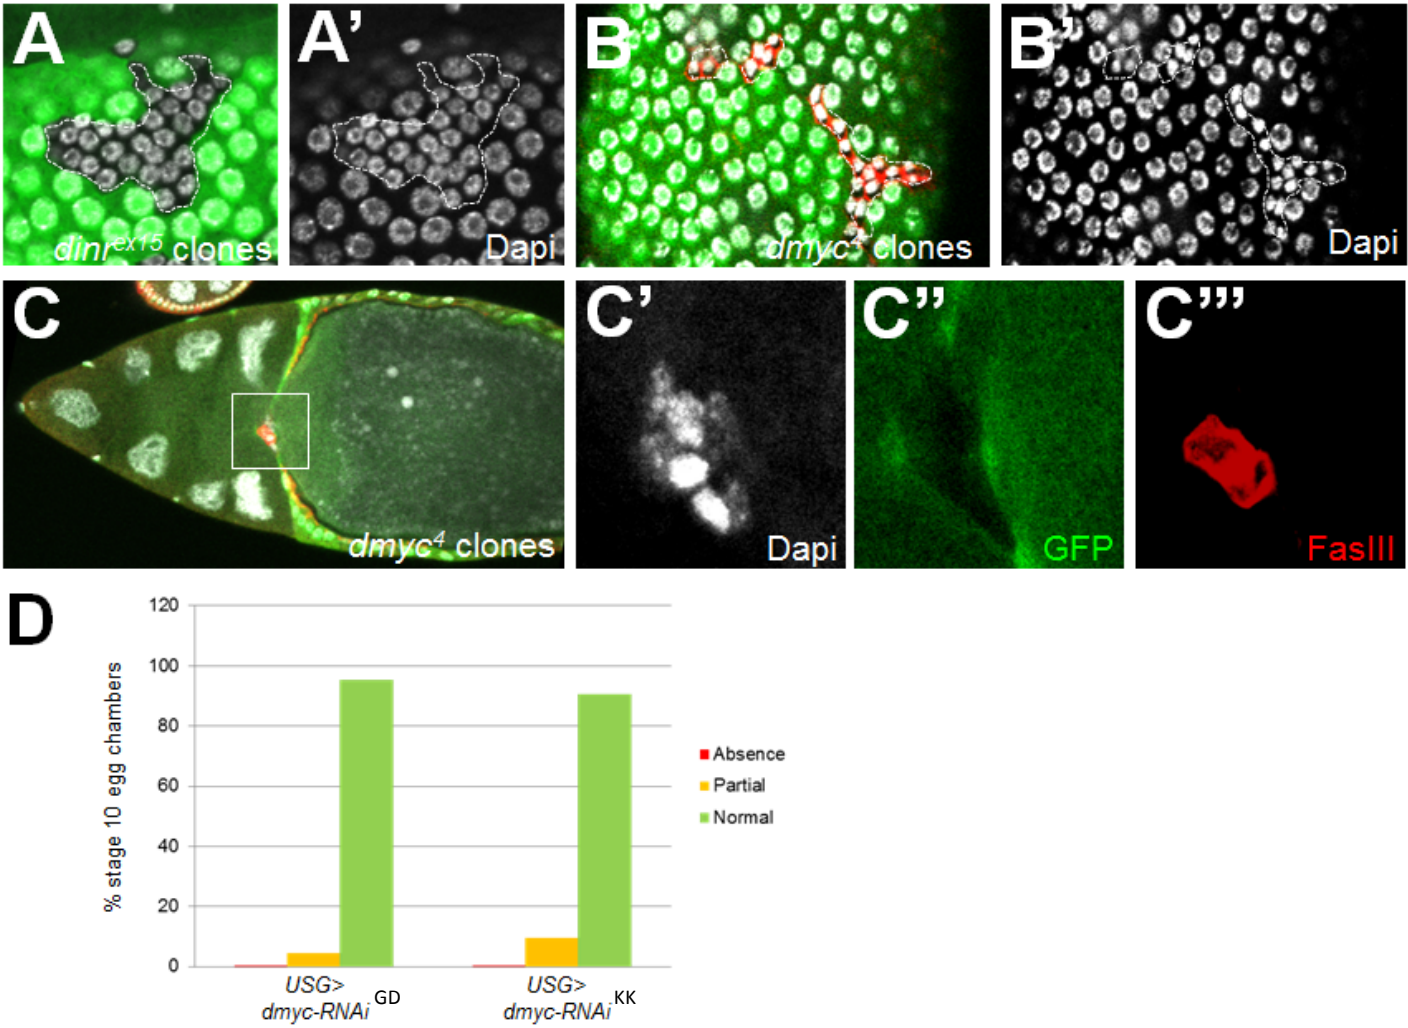 A
dinr^ex15 clones
A’
Dapi
B
dmyc^4 clones
B’
Dapi
C
dmyc^4 clones
C’
Dapi
C’’
GFP
C’’’
FasIII
D
% stage 10 egg chambers
120
100
80
60
40
20
0
USG>
dmyc-RNAi GD
USG>
dmyc-RNAi KK
Absence
Partial
Normal